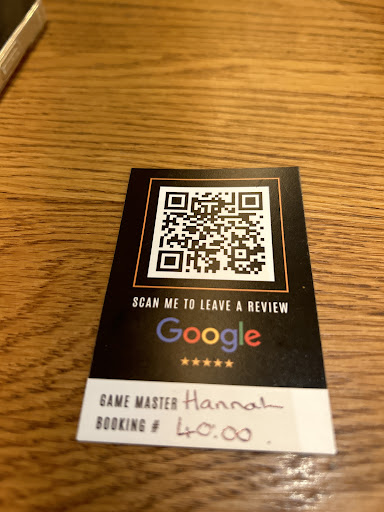 SCAN ME TO LEAVE A REVIEW
Google
GAME MASTER Hannah
BOOKING # 40.00.